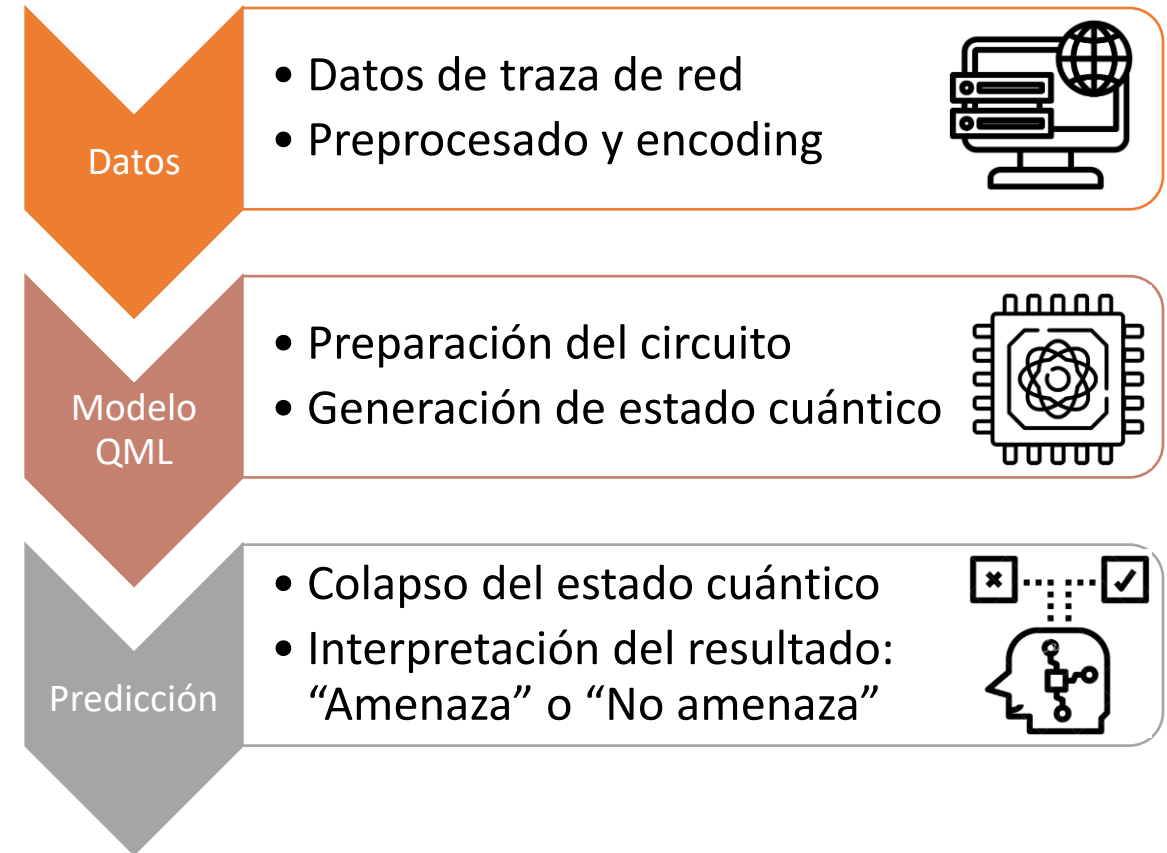 Datos
• Datos de traza de red
• Preprocesado y encoding
Modelo
QML
• Preparación del circuito
• Generación de estado cuántico
Predicción
• Colapso del estado cuántico
• Interpretación del resultado:
“Amenaza” o “No amenaza”